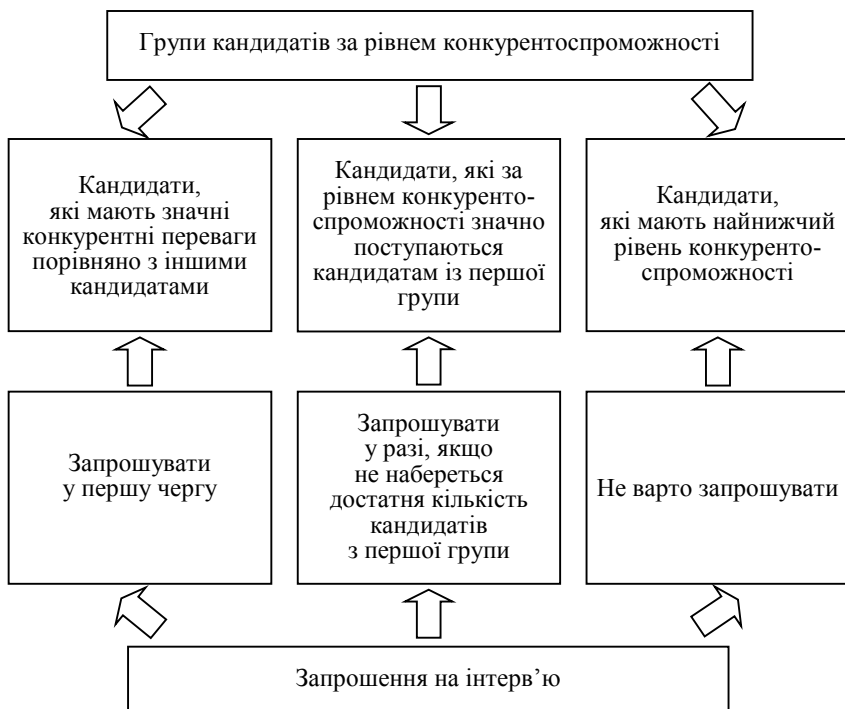 Групи кандидатів за рівнем конкурентоспроможності
Кандидати,
які мають значні
конкурентні переваги
порівняно з іншими
кандидатами
Кандидати, які за
рівнем конкуренто-
спроможності значно
поступаються
кандидатам із першої
групи
Кандидати,
які мають найнижчий
рівень конкуренто-
спроможності
Запрошувати
у першу чергу
Запрошувати
у разі, якщо
не набереться
достатня кількість
кандидатів
з першої групи
Не варто запрошувати
Запрошення на інтерв’ю